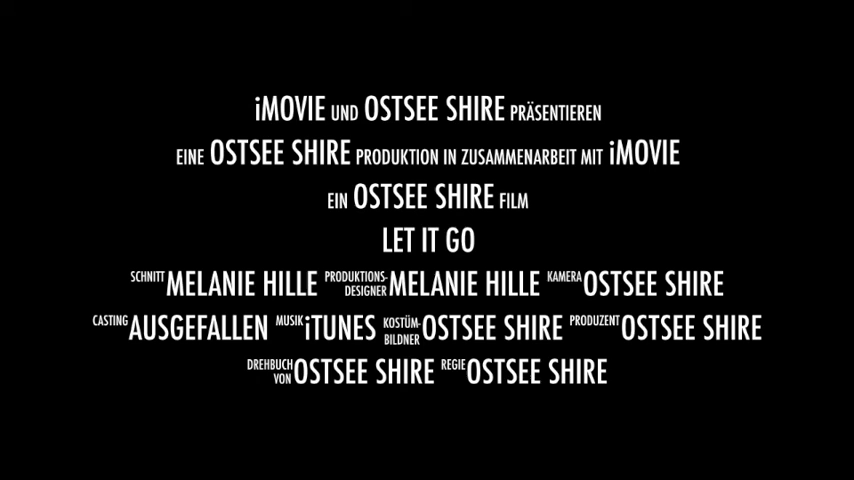 iMOVIE UND OSTSEE SHIRE PRÄSENTIEREN
EINE OSTSEE SHIRE PRODUKTION IN ZUSAMMENARBEIT MIT iMOVIE
EIN OSTSEE SHIRE FILM
LET IT GO
SCHNITT MELANIE HILLE PRODUKTIONS-DESIGNER MELANIE HILLE KAMERA OSTSEE SHIRE
CASTING AUSGEFALLEN MUSIK iTUNES KOSTÜM-BILDNER OSTSEE SHIRE PRODUZENT OSTSEE SHIRE
DREHBUCH VON OSTSEE SHIRE REGIE OSTSEE SHIRE